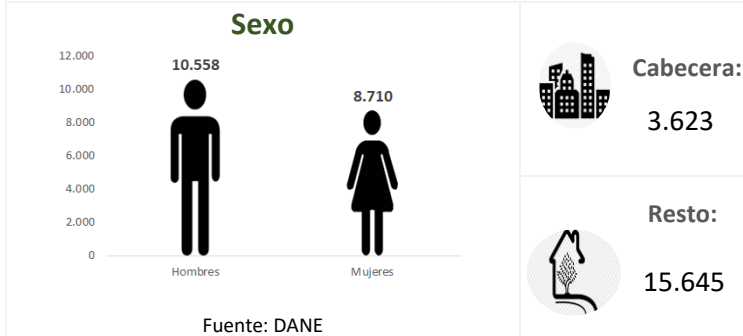 Sexo
12.000
10.000
8.000
6.000
4.000
2.000
0
10.558
8.710
Hombres
Mujeres
Fuente: DANE
Cabecera:
3.623
Resto:
15.645